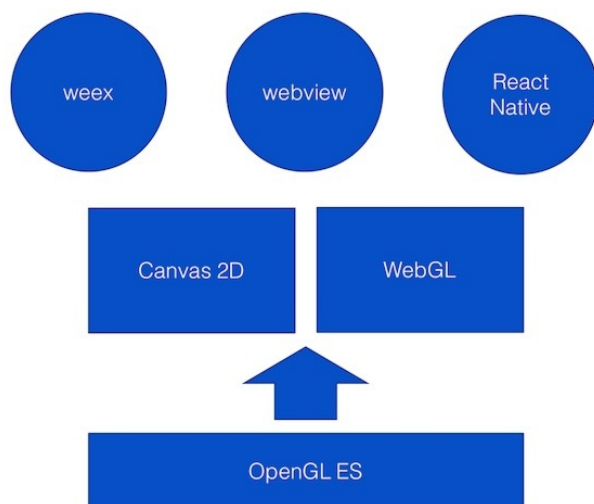 weex
webview
React
Native
Canvas 2D
WebGL
OpenGL ES